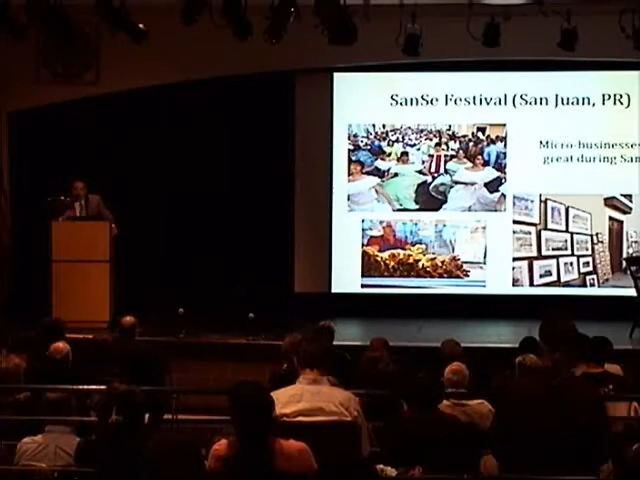 SanSe Festival (San Juan, PR)
Micro-businesses
great during San